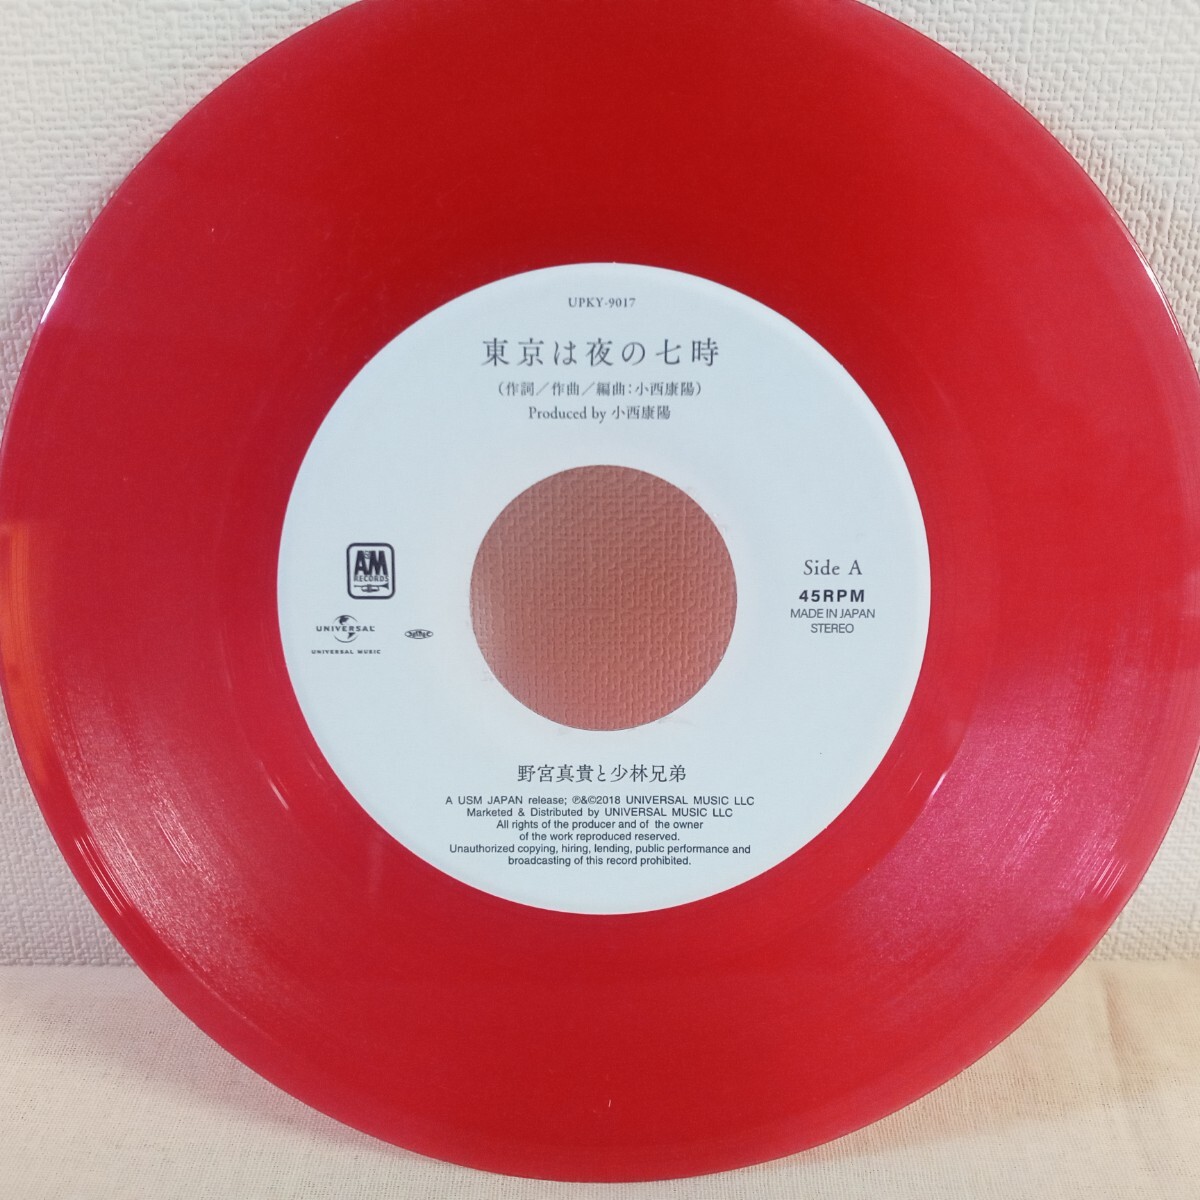 UPKY-9017
東京は夜の七時
（作詞／作曲／編曲：小西康陽）
Produced by 小西康陽
A&M
RECORDS
UNIVERSAL
UNIVERSAL MUSIC
Side A
45RPM
MADE IN JAPAN
STEREO
野宮真貴と少林兄弟
A USM JAPAN release; ℗&©2018 UNIVERSAL MUSIC LLC
Marketed & Distributed by UNIVERSAL MUSIC LLC
All rights of the producer and of the owner
of the work reproduced reserved.
Unauthorized copying, hiring, lending, public performance and
broadcasting of this record prohibited.